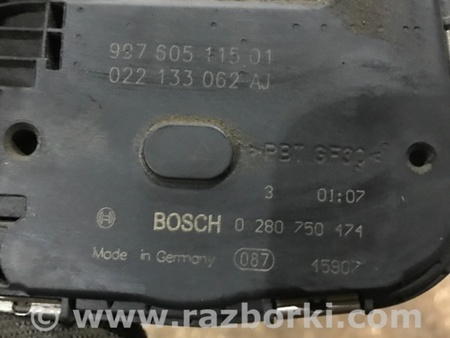 997 605 115 01
022 133 062 AJ
>PBT GF30<
3 01:07
BOSCH 0 280 750 474
Made in Germany 087 45907
www.razborki.com